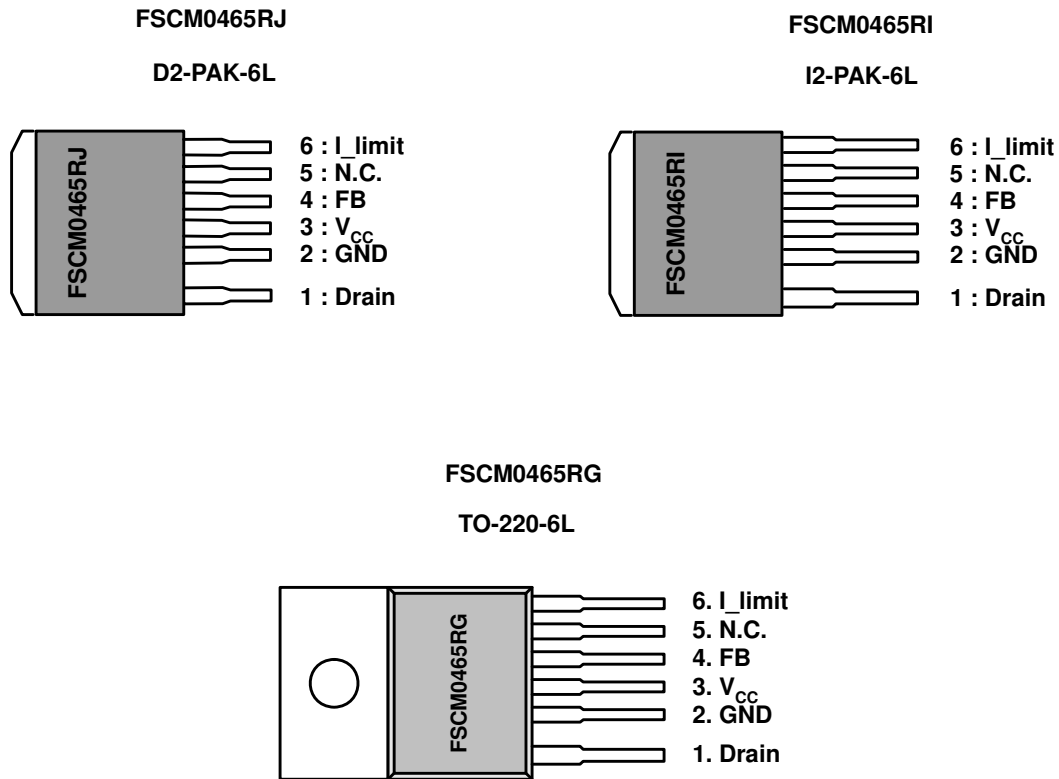 FSCM0465RJ
D2-PAK-6L
FSCM0465RJ
6 : I_limit
5 : N.C.
4 : FB
3 : VCC
2 : GND
1 : Drain
FSCM0465RI
I2-PAK-6L
FSCM0465RI
6 : I_limit
5 : N.C.
4 : FB
3 : VCC
2 : GND
1 : Drain
FSCM0465RG
TO-220-6L
FSCM0465RG
6. I_limit
5. N.C.
4. FB
3. VCC
2. GND
1. Drain